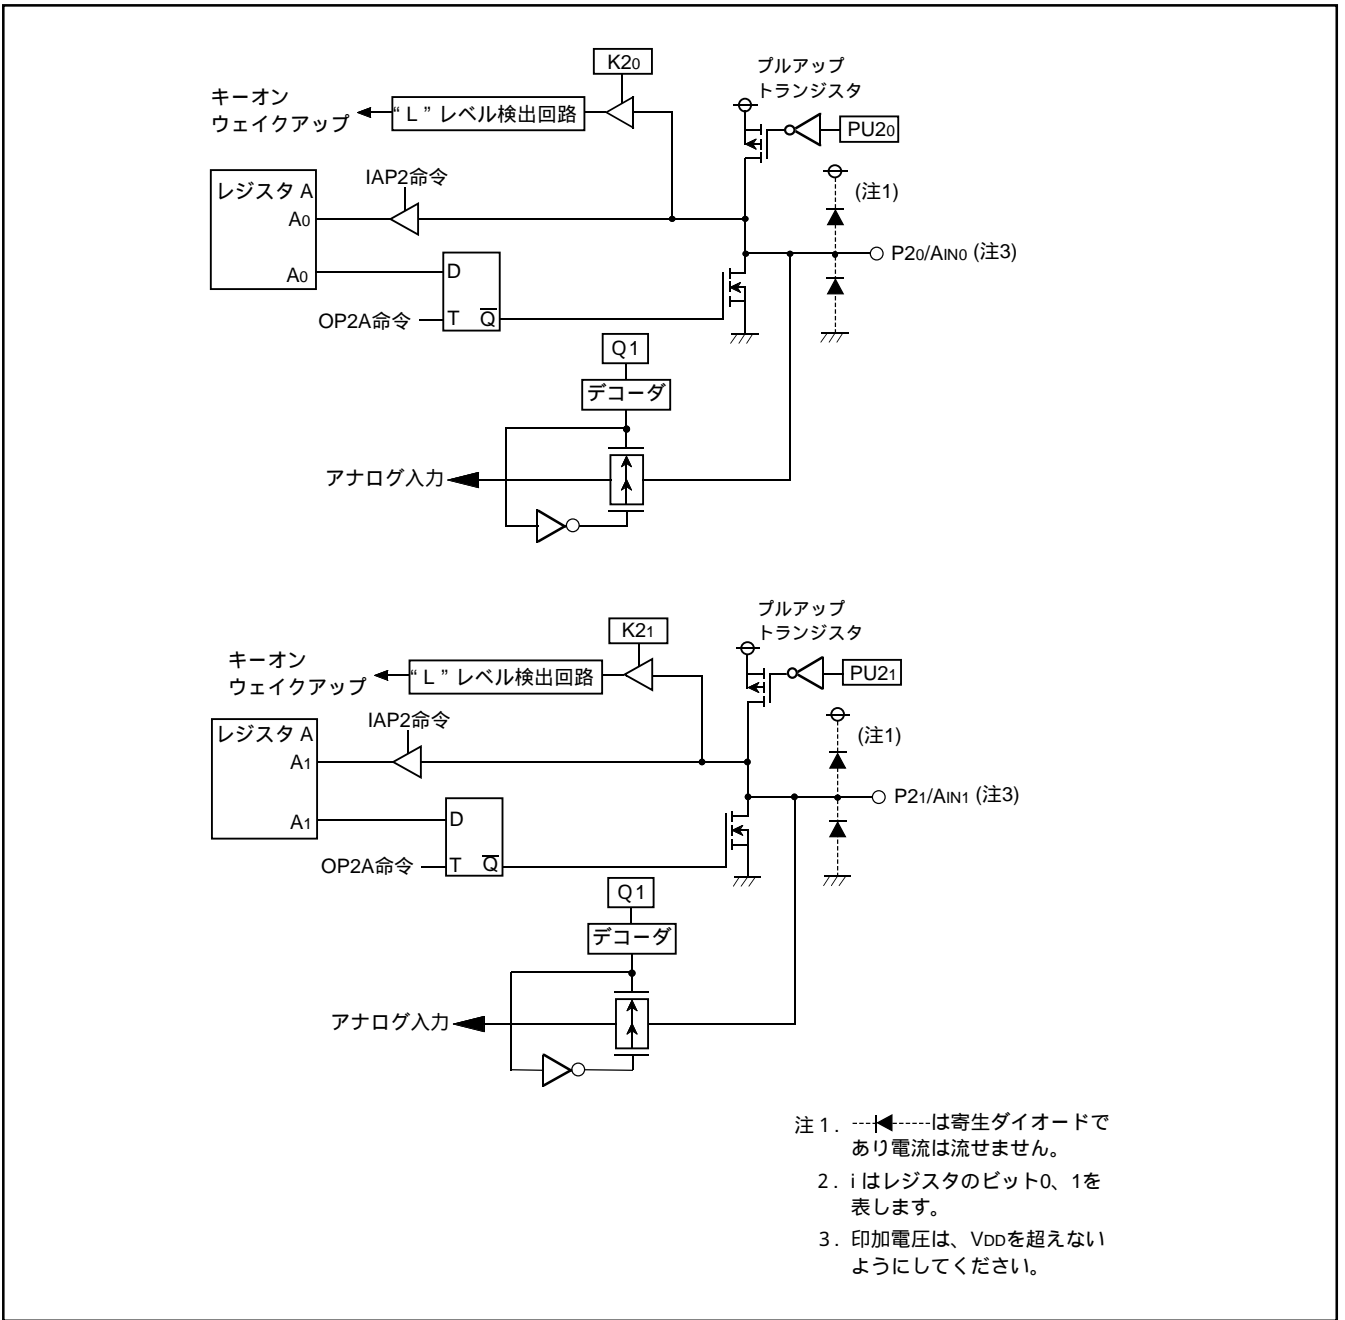 K20
プルアップ
トランジスタ
キーオン
ウェイクアップ
“L”レベル検出回路
PU20
IAP2命令
(注1)
レジスタ A
A0
P20/AIN0 (注3)
A0
D
OP2A命令
T Q̅
Q1
デコーダ
アナログ入力
プルアップ
トランジスタ
K21
キーオン
ウェイクアップ
“L”レベル検出回路
PU21
IAP2命令
(注1)
レジスタ A
A1
P21/AIN1 (注3)
A1
D
OP2A命令
T Q̅
Q1
デコーダ
アナログ入力
注 1 . は寄生ダイオードで
あり電流は流せません。
2 . i はレジスタのビット0、1を
表します。
3 . 印加電圧は、VDDを超えない
ようにしてください。